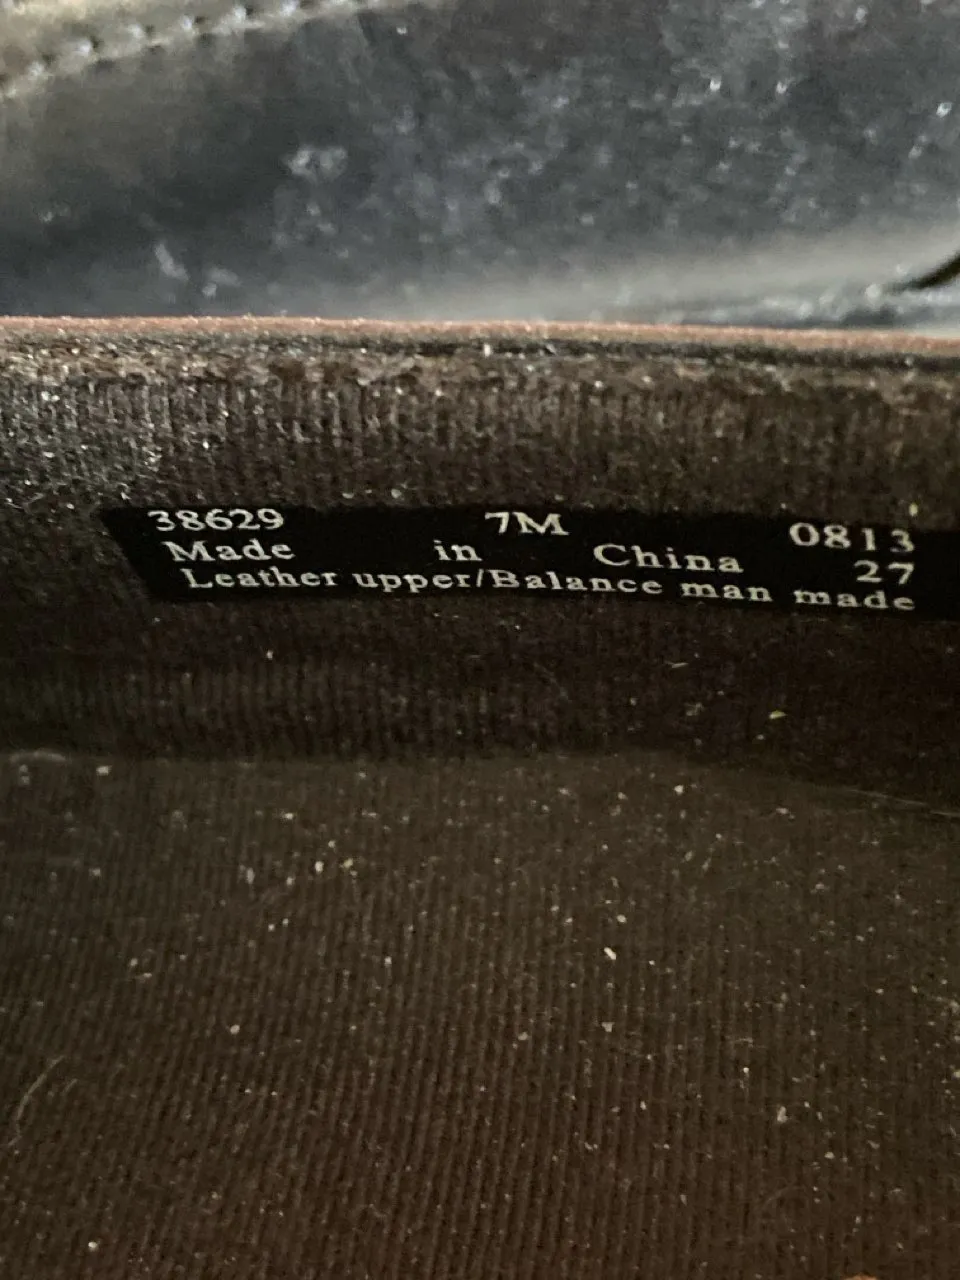 38629 7M 0813
Made in China 27
Leather upper/Balance man made